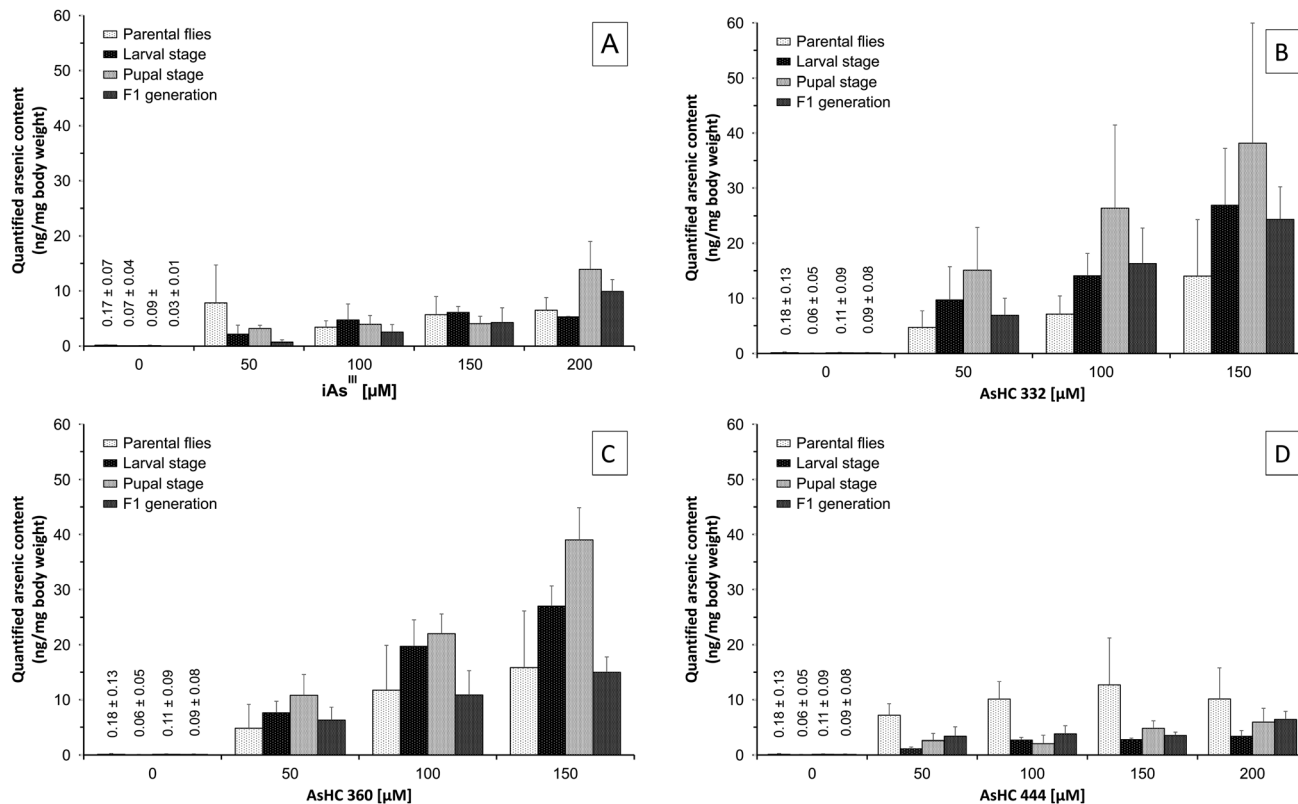 A
Quantified arsenic content
(ng/mg body weight)
60
50
40
30
20
10
0
Parental flies
Larval stage
Pupal stage
F1 generation
0.17 ± 0.07
0.07 ± 0.04
0.09 ±
0.03 ± 0.01
0 50 100 150 200
iAsᴵᴵᴵ [µM]
B
Quantified arsenic content
(ng/mg body weight)
60
50
40
30
20
10
0
Parental flies
Larval stage
Pupal stage
F1 generation
0.18 ± 0.13
0.06 ± 0.05
0.11 ± 0.09
0.09 ± 0.08
0 50 100 150
AsHC 332 [µM]
C
Quantified arsenic content
(ng/mg body weight)
60
50
40
30
20
10
0
Parental flies
Larval stage
Pupal stage
F1 generation
0.18 ± 0.13
0.06 ± 0.05
0.11 ± 0.09
0.09 ± 0.08
0 50 100 150
AsHC 360 [µM]
D
Quantified arsenic content
(ng/mg body weight)
60
50
40
30
20
10
0
Parental flies
Larval stage
Pupal stage
F1 generation
0.18 ± 0.13
0.06 ± 0.05
0.11 ± 0.09
0.09 ± 0.08
0 50 100 150 200
AsHC 444 [µM]